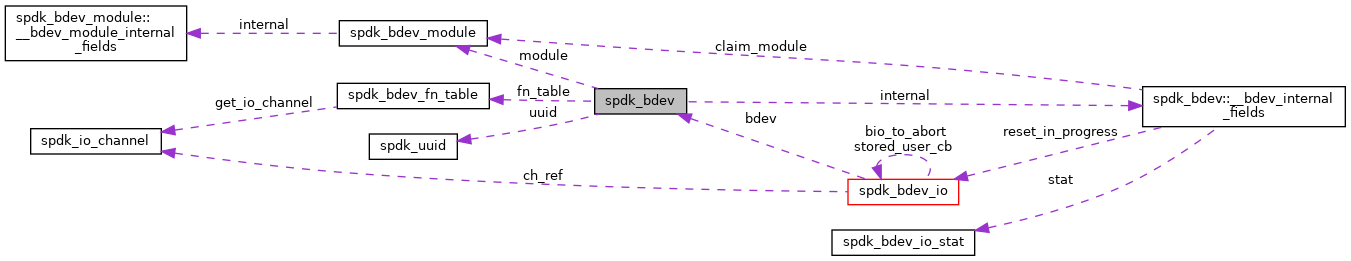 spdk_bdev_module::
__bdev_module_internal
_fields
internal
spdk_bdev_module
claim_module
module
spdk_bdev_fn_table
fn_table
spdk_bdev
internal
spdk_bdev::__bdev_internal
_fields
get_io_channel
uuid
bdev
bio_to_abort
stored_user_cb
reset_in_progress
spdk_io_channel
spdk_uuid
ch_ref
spdk_bdev_io
stat
spdk_bdev_io_stat